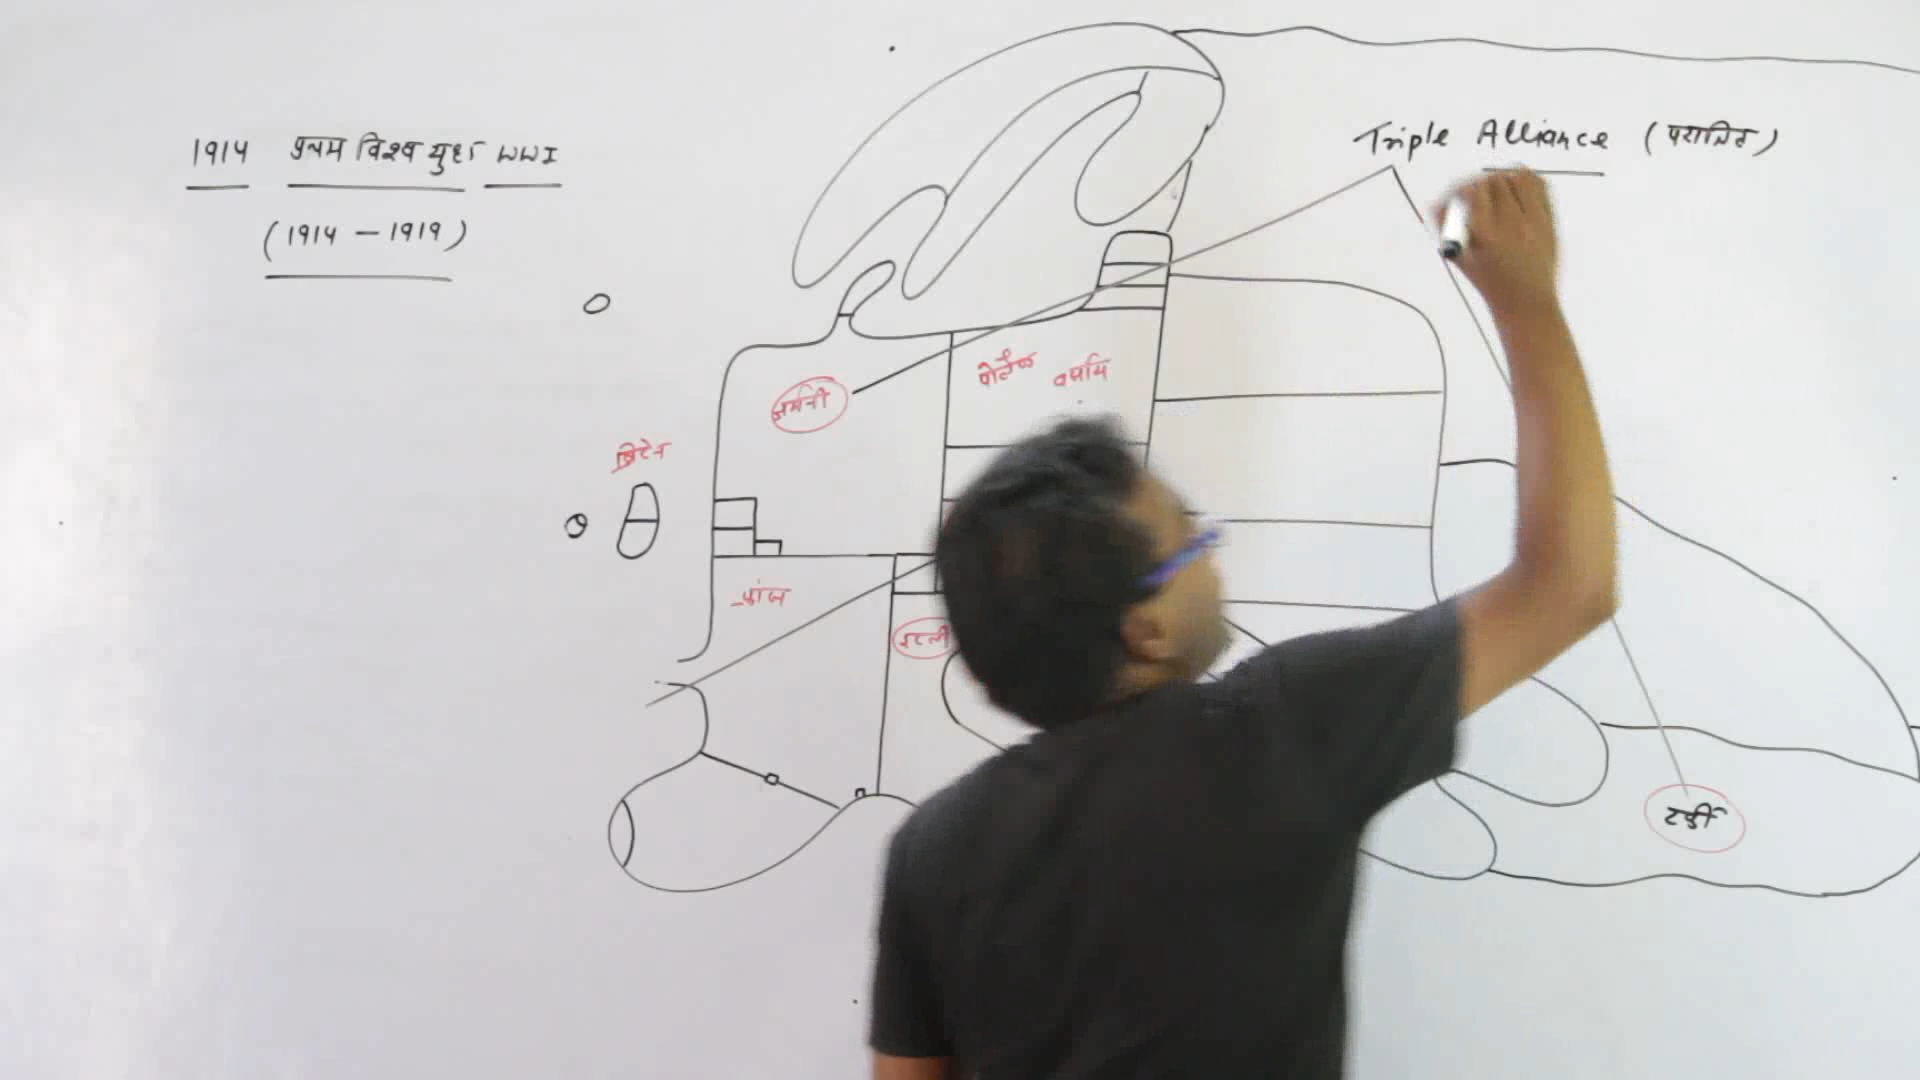 1914 प्रथम विश्व युद्ध WWI
(1914 - 1919)
Triple Alliance (पराजित)
जर्मनी
पोलैण्ड
ब्रिटेन
फ्रांस
इटली
टर्की